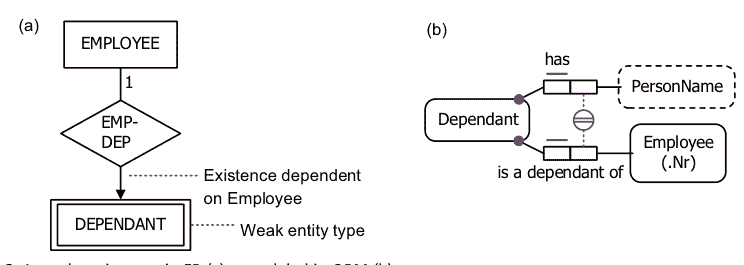 (a)
EMPLOYEE
1
EMP-
DEP
Existence dependent
on Employee
DEPENDANT
Weak entity type
(b)
has
PersonName
Dependant
Employee
(.Nr)
is a dependant of